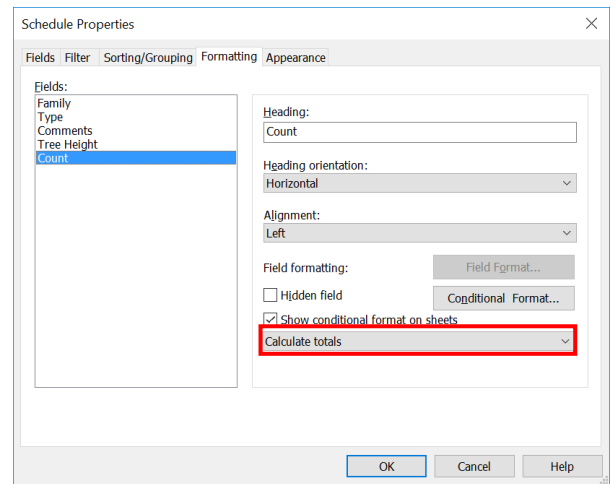 Schedule Properties
Fields Filter Sorting/Grouping Formatting Appearance
Fields:
Family
Type
Comments
Tree Height
Count
Heading:
Count
Heading orientation:
Horizontal
Alignment:
Left
Field formatting:
Field Format...
Hidden field
Conditional Format...
Show conditional format on sheets
Calculate totals
OK Cancel Help